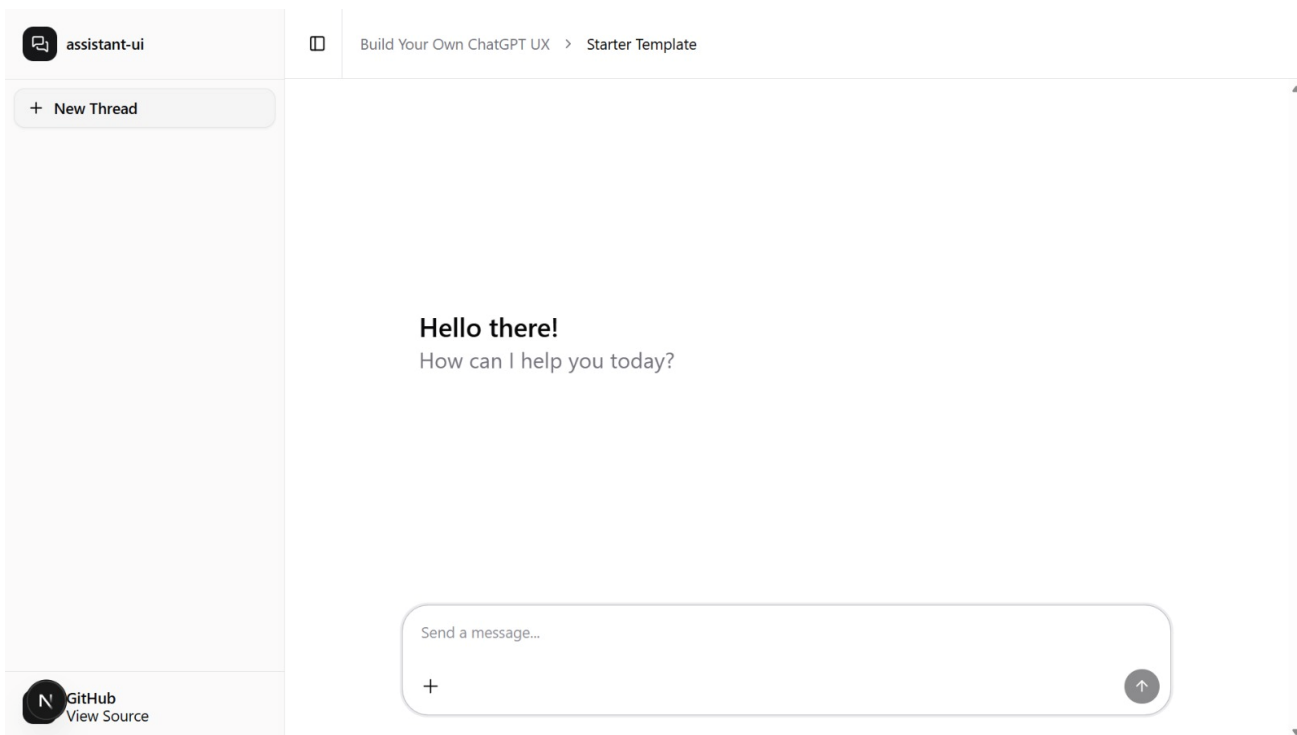 assistant-ui
Build Your Own ChatGPT UX > Starter Template
+ New Thread
Hello there!
How can I help you today?
Send a message...
+
N
GitHub
View Source